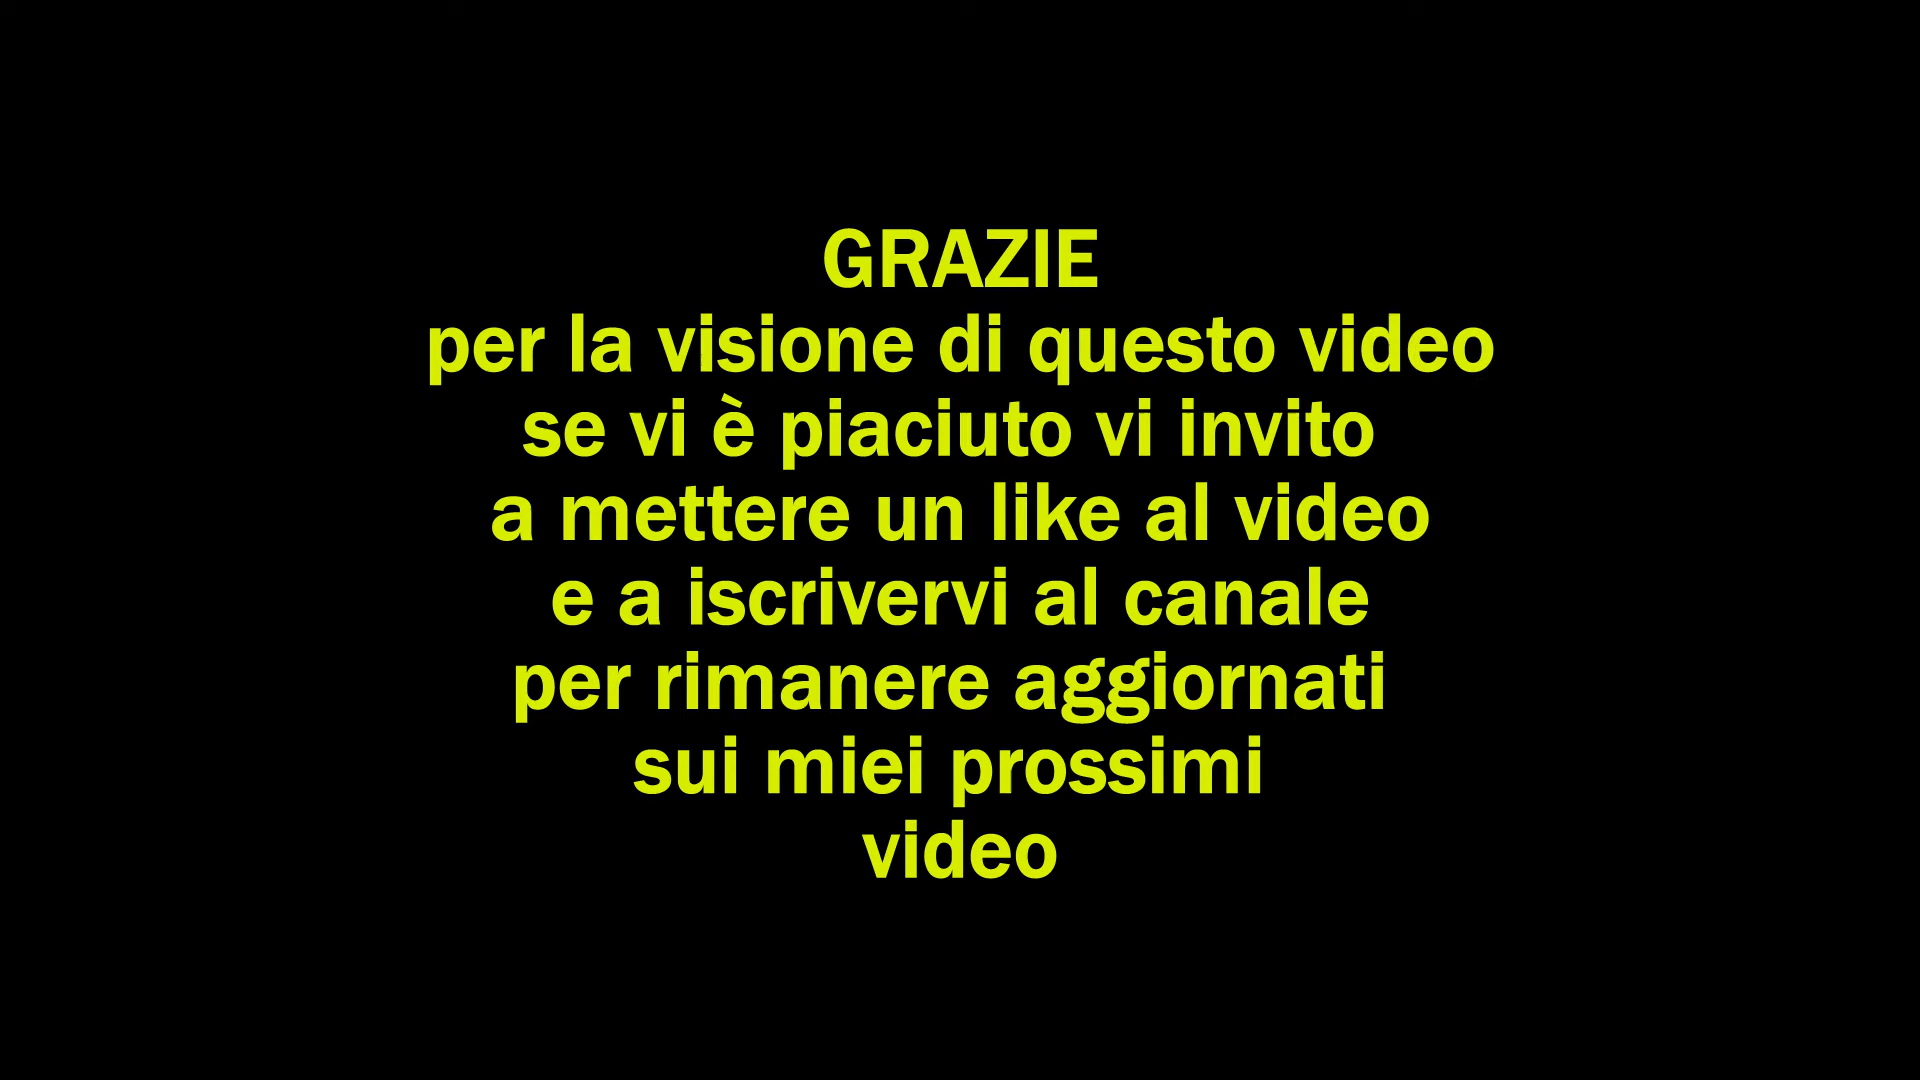 GRAZIE
per la visione di questo video
se vi è piaciuto vi invito
a mettere un like al video
e a iscrivervi al canale
per rimanere aggiornati
sui miei prossimi
video